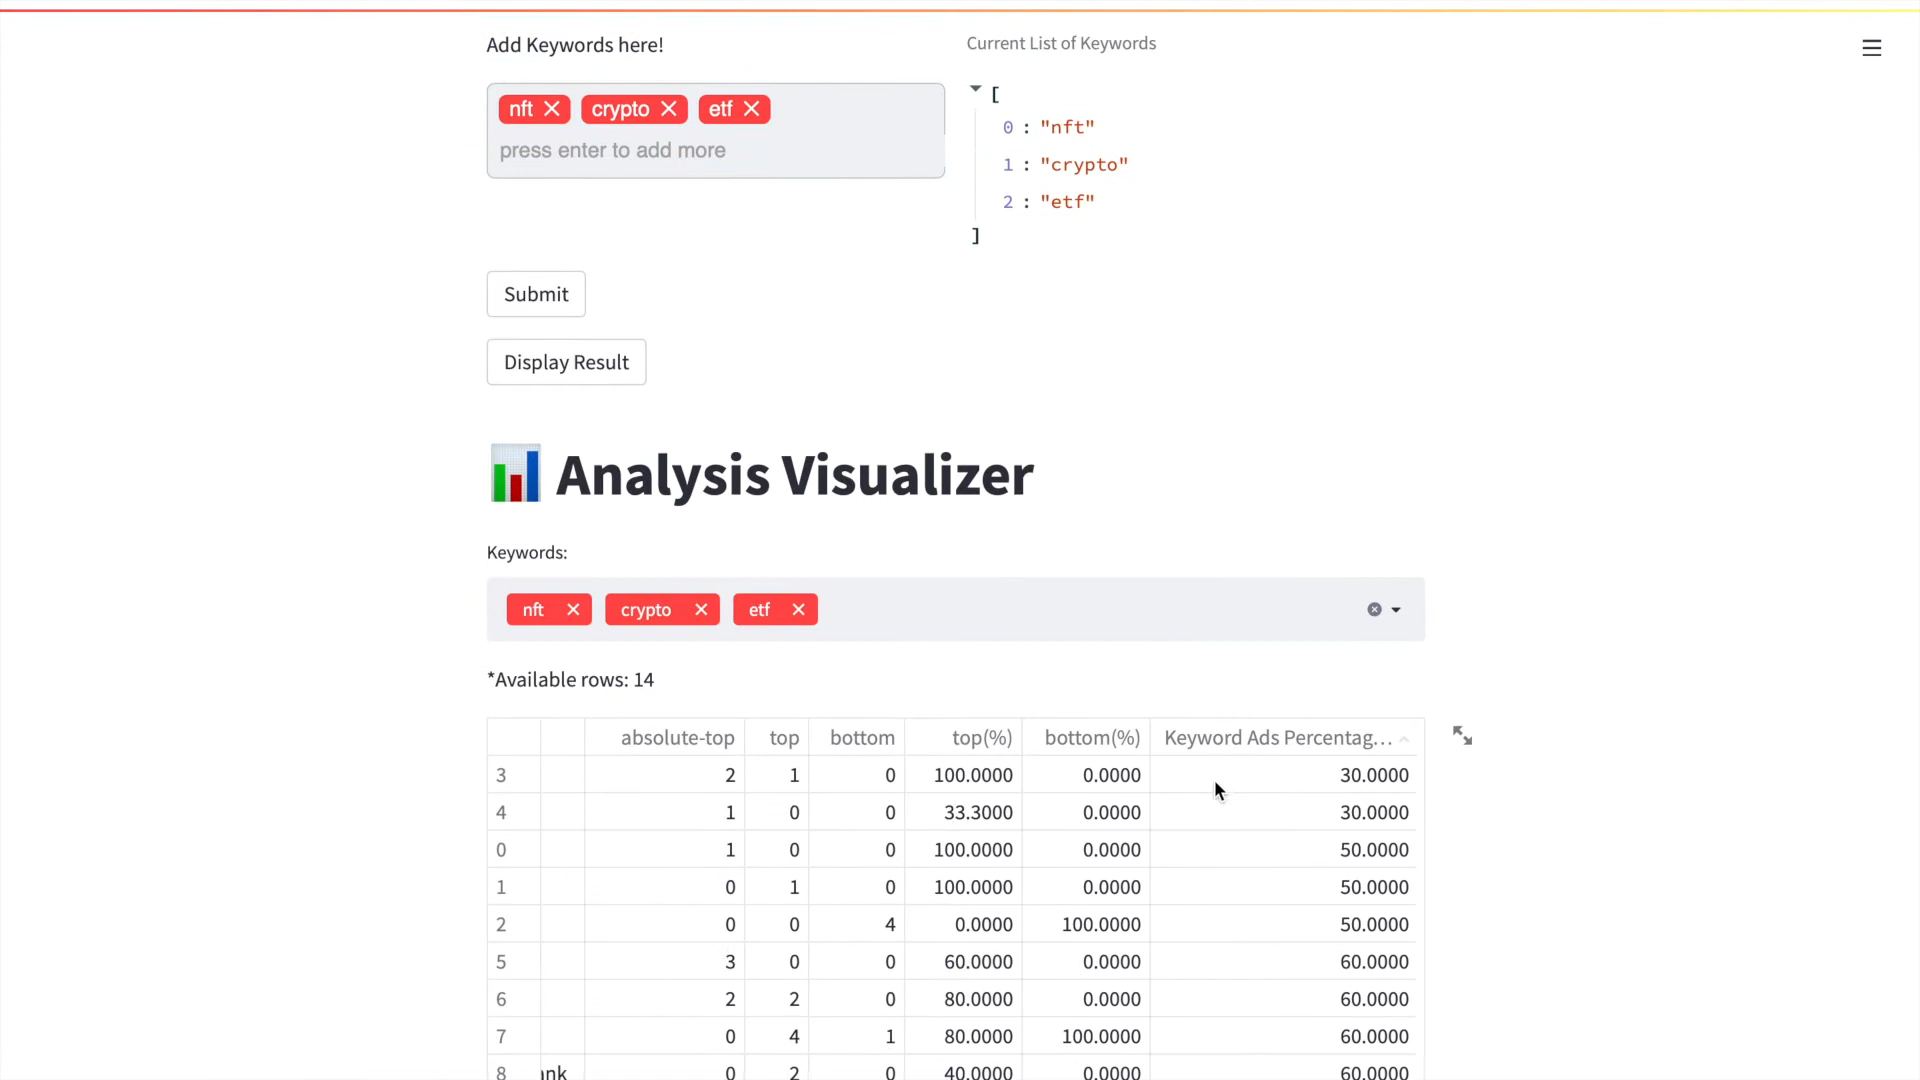 Add Keywords here!
nft crypto etf
press enter to add more
Current List of Keywords
[
0 : "nft"
1 : "crypto"
2 : "etf"
]
Submit
Display Result
Analysis Visualizer
Keywords:
nft crypto etf
*Available rows: 14
absolute-top top bottom top(%) bottom(%) Keyword Ads Percentag...
3 2 1 0 100.0000 0.0000 30.0000
4 1 0 0 33.3000 0.0000 30.0000
0 1 0 0 100.0000 0.0000 50.0000
1 0 1 0 100.0000 0.0000 50.0000
2 0 0 4 0.0000 100.0000 50.0000
5 3 0 0 60.0000 0.0000 60.0000
6 2 2 0 80.0000 0.0000 60.0000
7 0 4 1 80.0000 100.0000 60.0000
8 ank 0 2 0 40.0000 0.0000 60.0000